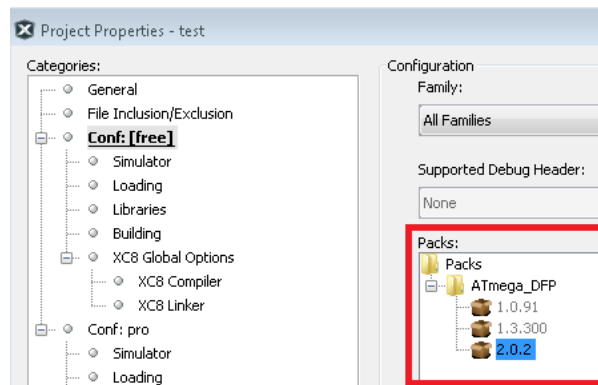 Project Properties - test
Categories:
General
File Inclusion/Exclusion
Conf: [free]
Simulator
Loading
Libraries
Building
XC8 Global Options
XC8 Compiler
XC8 Linker
Conf: pro
Simulator
Loading
Configuration
Family:
All Families
Supported Debug Header:
None
Packs:
Packs
ATmega_DFP
1.0.91
1.3.300
2.0.2